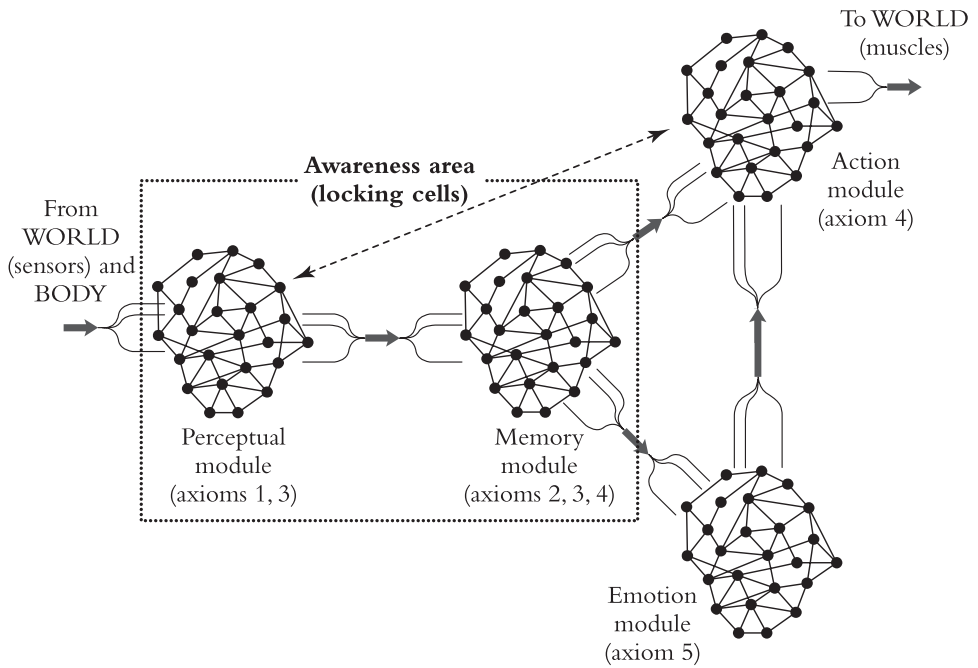 To WORLD
(muscles)
Awareness area
(locking cells)
Action
module
(axiom 4)
From
WORLD
(sensors) and
BODY
Perceptual
module
(axioms 1, 3)
Memory
module
(axioms 2, 3, 4)
Emotion
module
(axiom 5)